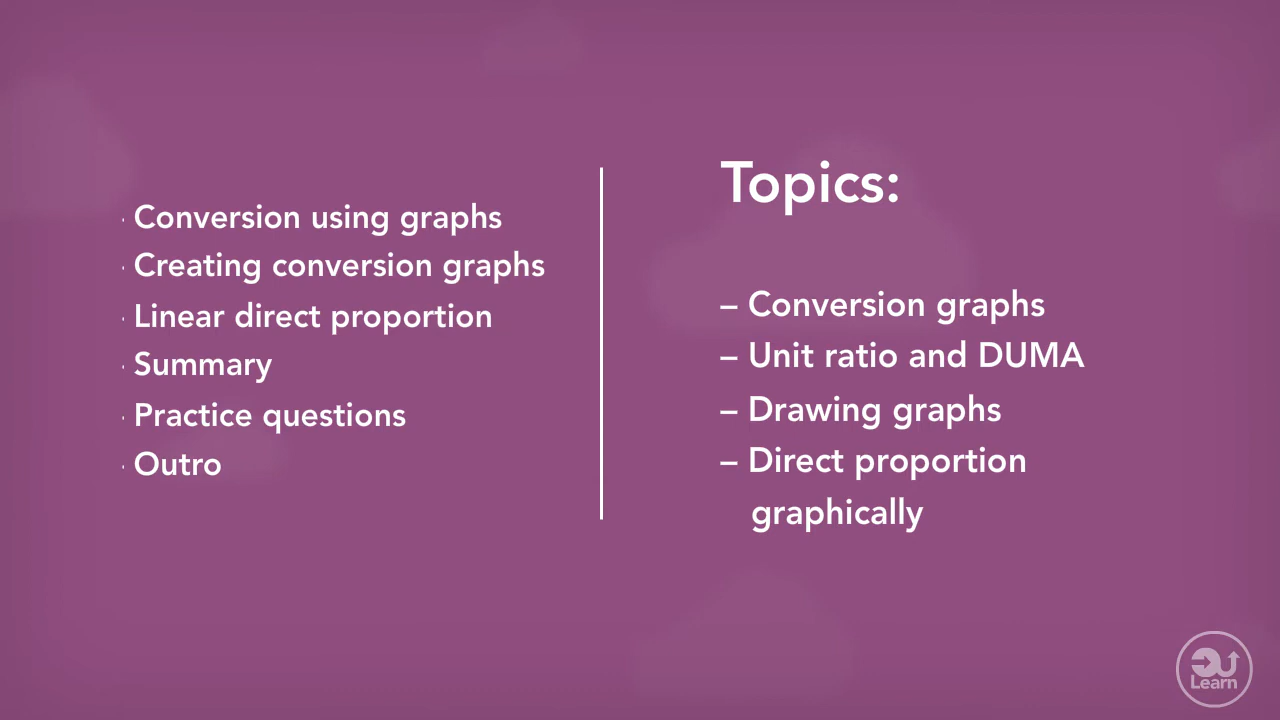 · Conversion using graphs
· Creating conversion graphs
· Linear direct proportion
· Summary
· Practice questions
· Outro
Topics:
– Conversion graphs
– Unit ratio and DUMA
– Drawing graphs
– Direct proportion
graphically
Learn